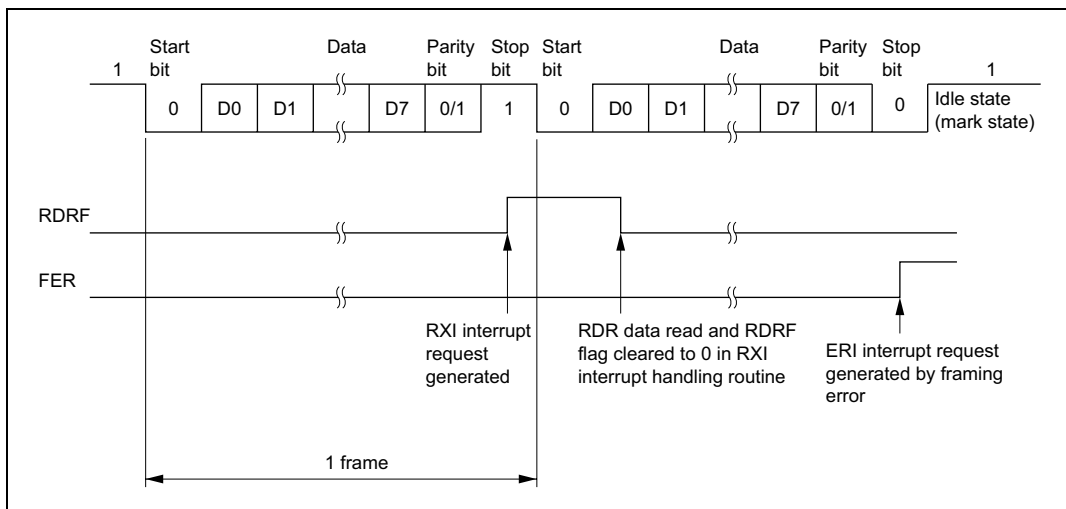 Start bit Data Parity bit Stop bit Start bit Data Parity bit Stop bit
1 0 D0 D1 D7 0/1 1 0 D0 D1 D7 0/1 0 1
Idle state
(mark state)
RDRF
FER
RXI interrupt
request
generated
RDR data read and RDRF
flag cleared to 0 in RXI
interrupt handling routine
ERI interrupt request
generated by framing
error
1 frame